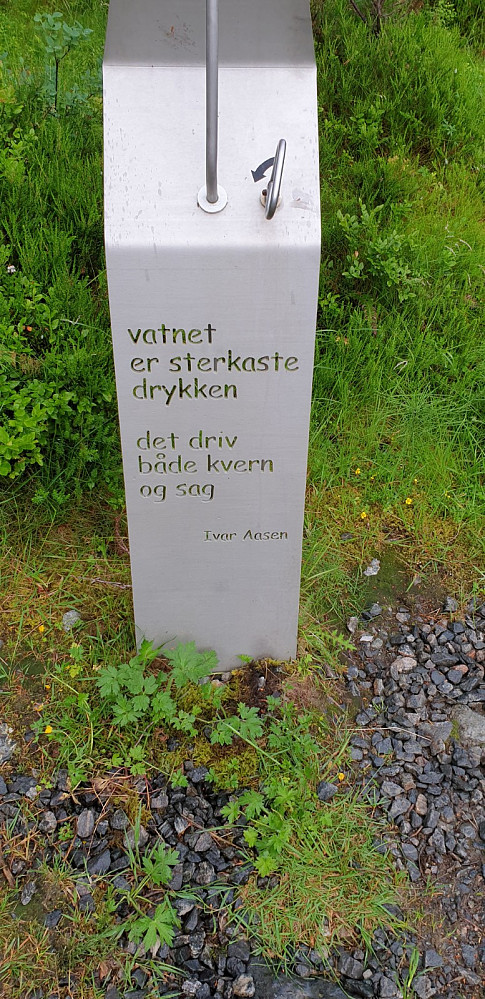 vatnet
er sterkaste
drykken
det driv
både kvern
og sag
Ivar Aasen